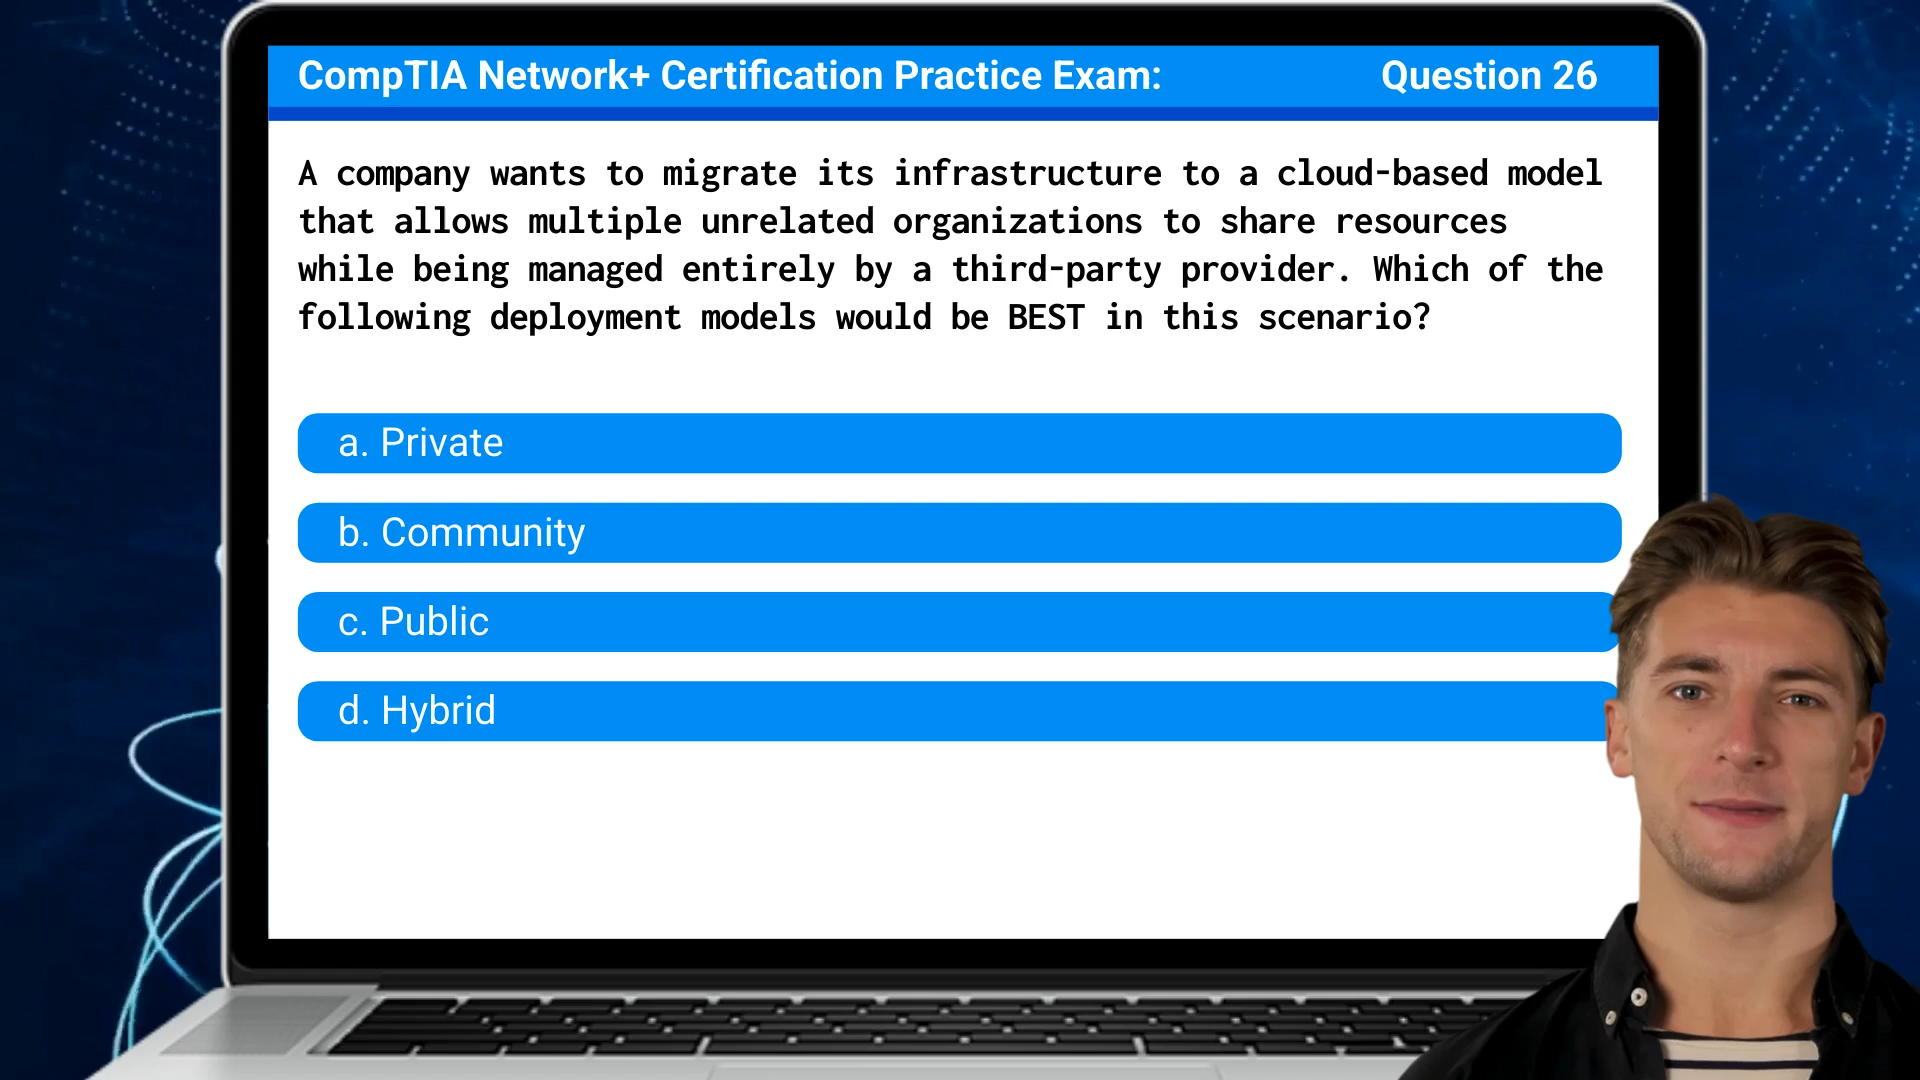 CompTIA Network+ Certification Practice Exam:
Question 26
A company wants to migrate its infrastructure to a cloud-based model
that allows multiple unrelated organizations to share resources
while being managed entirely by a third-party provider. Which of the
following deployment models would be BEST in this scenario?
a. Private
b. Community
c. Public
d. Hybrid